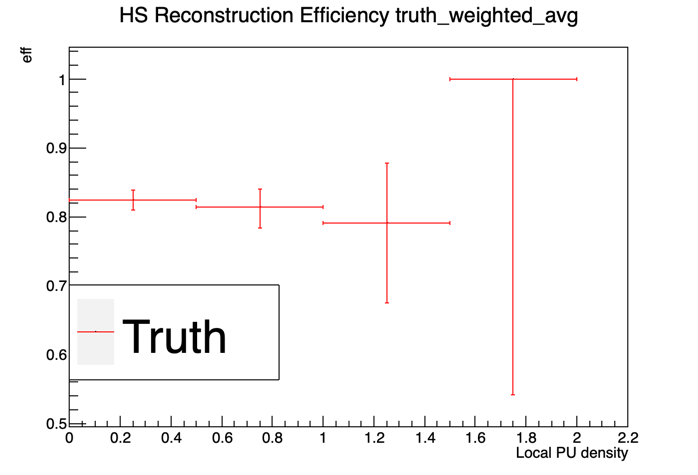 HS Reconstruction Efficiency truth_weighted_avg
eff
1
0.9
0.8
0.7
0.6
0.5
Truth
0 0.2 0.4 0.6 0.8 1 1.2 1.4 1.6 1.8 2 2.2
Local PU density